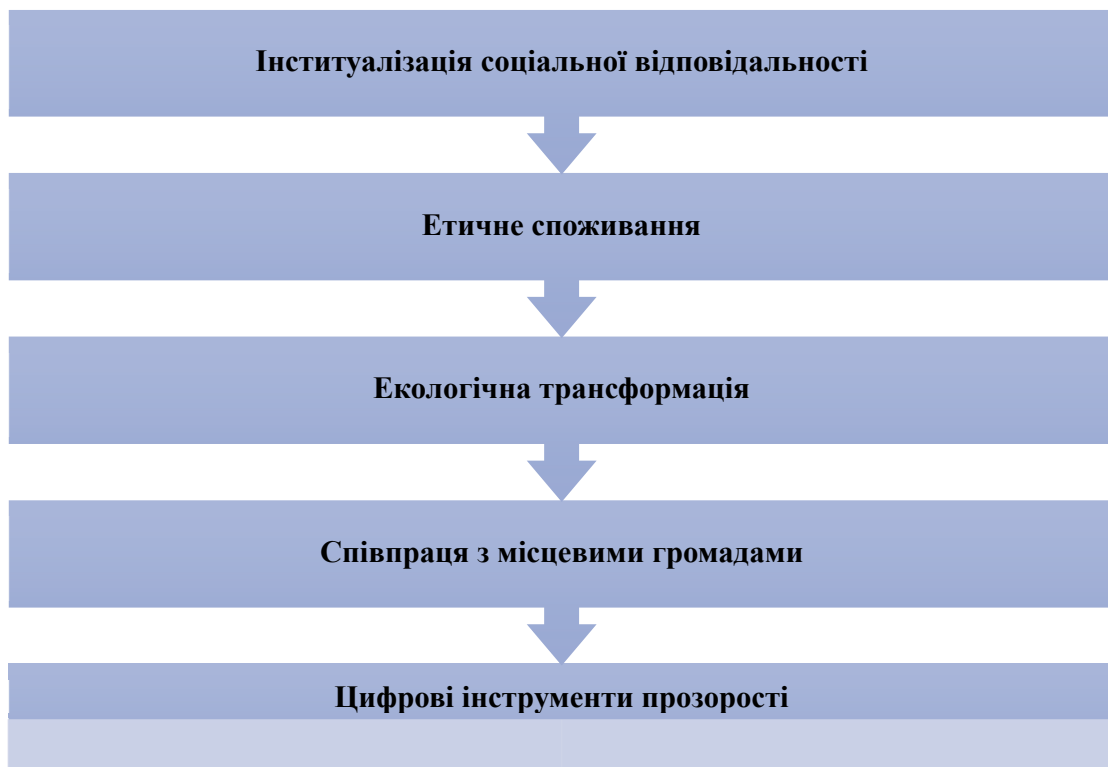 Інституалізація соціальної відповідальності
Етичне споживання
Екологічна трансформація
Співпраця з місцевими громадами
Цифрові інструменти прозорості